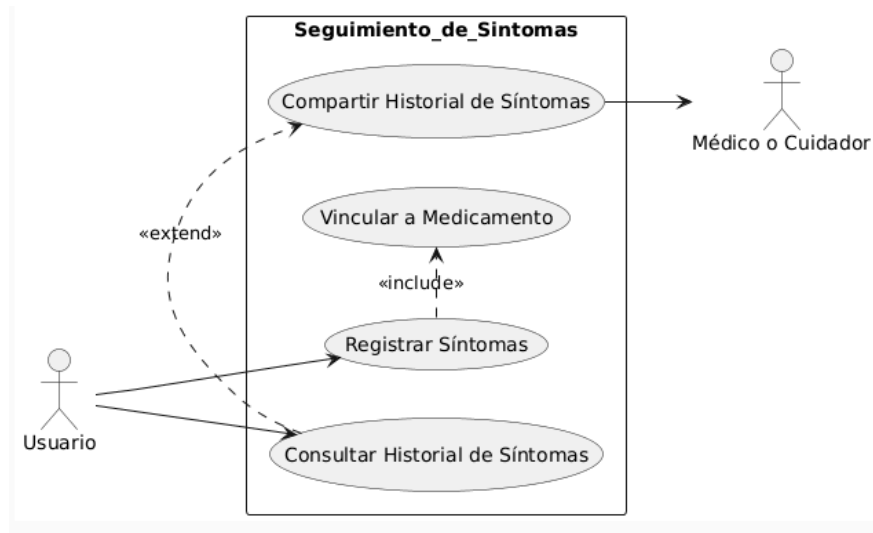 Seguimiento_de_Sintomas
Compartir Historial de Síntomas
Médico o Cuidador
Vincular a Medicamento
«extend»
«include»
Registrar Síntomas
Usuario
Consultar Historial de Síntomas